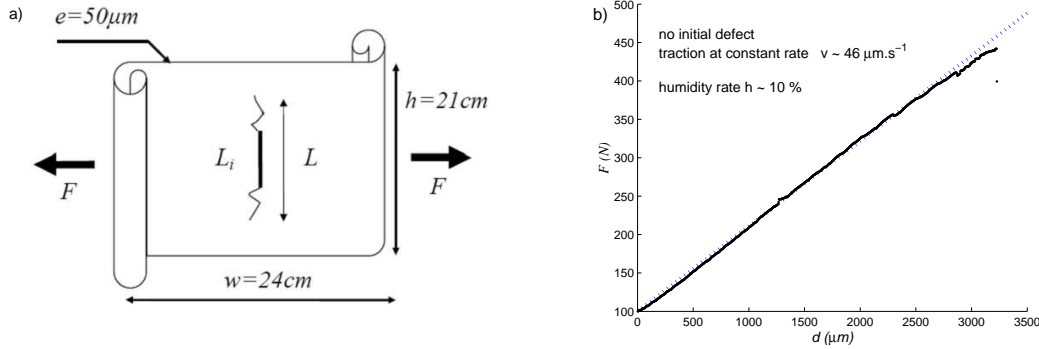 a)
e=50μm
h=21cm
L_i
L
F
F
w=24cm
b)
500
450
400
350
300
250
200
150
100
F (N)
no initial defect
traction at constant rate v ~ 46 μm.s⁻¹
humidity rate h ~ 10 %
0
500
1000
1500
2000
2500
3000
3500
d (μm)